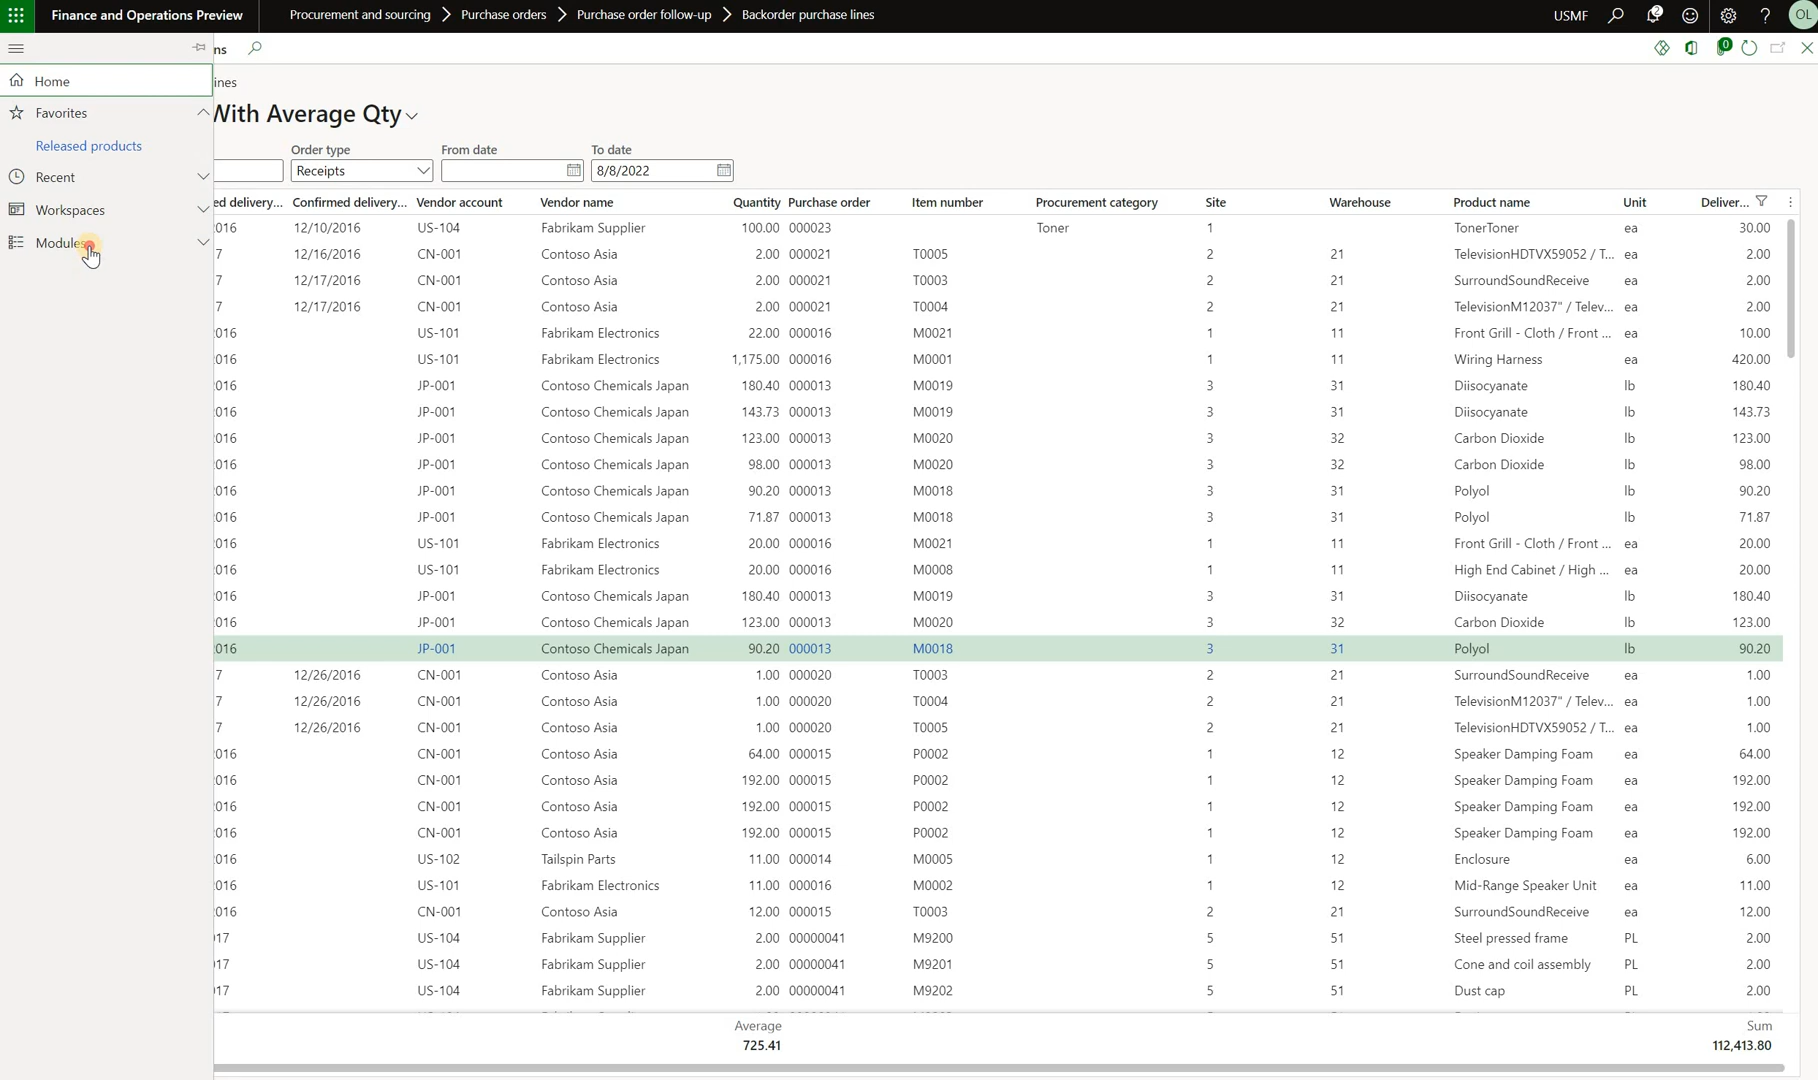 Finance and Operations Preview Procurement and sourcing Purchase orders Purchase order follow-up Backorder purchase lines USMF 2 ? OL
ns 0
Home
ines
Favorites
With Average Qty
Released products
Order type From date To date
Receipts 8/8/2022
Recent
Workspaces
Modules
ed delivery... Confirmed delivery... Vendor account Vendor name Quantity Purchase order Item number Procurement category Site Warehouse Product name Unit Deliver...
016 12/10/2016 US-104 Fabrikam Supplier 100.00 000023 Toner 1 TonerToner ea 30.00
7 12/16/2016 CN-001 Contoso Asia 2.00 000021 T0005 2 21 TelevisionHDTVX59052 / T... ea 2.00
7 12/17/2016 CN-001 Contoso Asia 2.00 000021 T0003 2 21 SurroundSoundReceive ea 2.00
7 12/17/2016 CN-001 Contoso Asia 2.00 000021 T0004 2 21 TelevisionM12037" / Telev... ea 2.00
016 US-101 Fabrikam Electronics 22.00 000016 M0021 1 11 Front Grill - Cloth / Front ... ea 10.00
016 US-101 Fabrikam Electronics 1,175.00 000016 M0001 1 11 Wiring Harness ea 420.00
016 JP-001 Contoso Chemicals Japan 180.40 000013 M0019 3 31 Diisocyanate lb 180.40
016 JP-001 Contoso Chemicals Japan 143.73 000013 M0019 3 31 Diisocyanate lb 143.73
016 JP-001 Contoso Chemicals Japan 123.00 000013 M0020 3 32 Carbon Dioxide lb 123.00
016 JP-001 Contoso Chemicals Japan 98.00 000013 M0020 3 32 Carbon Dioxide lb 98.00
016 JP-001 Contoso Chemicals Japan 90.20 000013 M0018 3 31 Polyol lb 90.20
016 JP-001 Contoso Chemicals Japan 71.87 000013 M0018 3 31 Polyol lb 71.87
016 US-101 Fabrikam Electronics 20.00 000016 M0021 1 11 Front Grill - Cloth / Front ... ea 20.00
016 US-101 Fabrikam Electronics 20.00 000016 M0008 1 11 High End Cabinet / High ... ea 20.00
016 JP-001 Contoso Chemicals Japan 180.40 000013 M0019 3 31 Diisocyanate lb 180.40
016 JP-001 Contoso Chemicals Japan 123.00 000013 M0020 3 32 Carbon Dioxide lb 123.00
016 JP-001 Contoso Chemicals Japan 90.20 000013 M0018 3 31 Polyol lb 90.20
7 12/26/2016 CN-001 Contoso Asia 1.00 000020 T0003 2 21 SurroundSoundReceive ea 1.00
7 12/26/2016 CN-001 Contoso Asia 1.00 000020 T0004 2 21 TelevisionM12037" / Telev... ea 1.00
7 12/26/2016 CN-001 Contoso Asia 1.00 000020 T0005 2 21 TelevisionHDTVX59052 / T... ea 1.00
016 CN-001 Contoso Asia 64.00 000015 P0002 1 12 Speaker Damping Foam ea 64.00
016 CN-001 Contoso Asia 192.00 000015 P0002 1 12 Speaker Damping Foam ea 192.00
016 CN-001 Contoso Asia 192.00 000015 P0002 1 12 Speaker Damping Foam ea 192.00
016 CN-001 Contoso Asia 192.00 000015 P0002 1 12 Speaker Damping Foam ea 192.00
016 US-102 Tailspin Parts 11.00 000014 M0005 1 12 Enclosure ea 6.00
016 US-101 Fabrikam Electronics 11.00 000016 M0002 1 12 Mid-Range Speaker Unit ea 11.00
016 CN-001 Contoso Asia 12.00 000015 T0003 2 21 SurroundSoundReceive ea 12.00
17 US-104 Fabrikam Supplier 2.00 00000041 M9200 5 51 Steel pressed frame PL 2.00
17 US-104 Fabrikam Supplier 2.00 00000041 M9201 5 51 Cone and coil assembly PL 2.00
17 US-104 Fabrikam Supplier 2.00 00000041 M9202 5 51 Dust cap PL 2.00
Average Sum
725.41 112,413.80